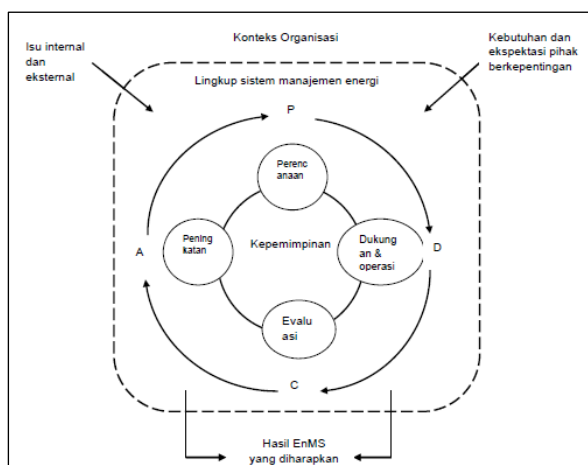 Konteks Organisasi
Isu internal
dan
eksternal
Kebutuhan dan
ekspektasi pihak
berkepentingan
Lingkup sistem manajemen energi
P
Perenc
anaan
Pening
katan
A
Kepemimpinan
Dukung
an & operasi
D
Evalu
asi
C
Hasil EnMS
yang diharapkan